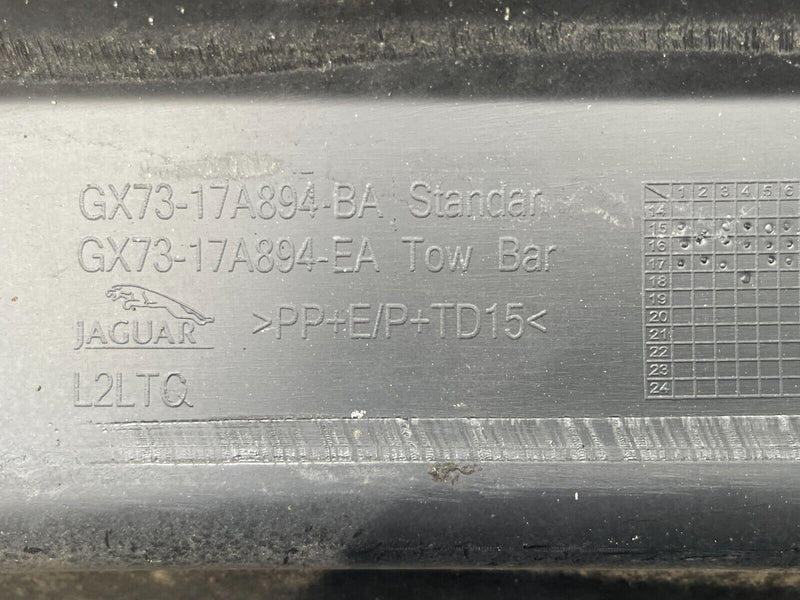 GX73-17A894-BA Standar
GX73-17A894-EA Tow Bar
JAGUAR
>PP+E/P+TD15<
L2LTQ
1 2 3 4 5 6
14
15
16
17
18
19
20
21
22
23
24